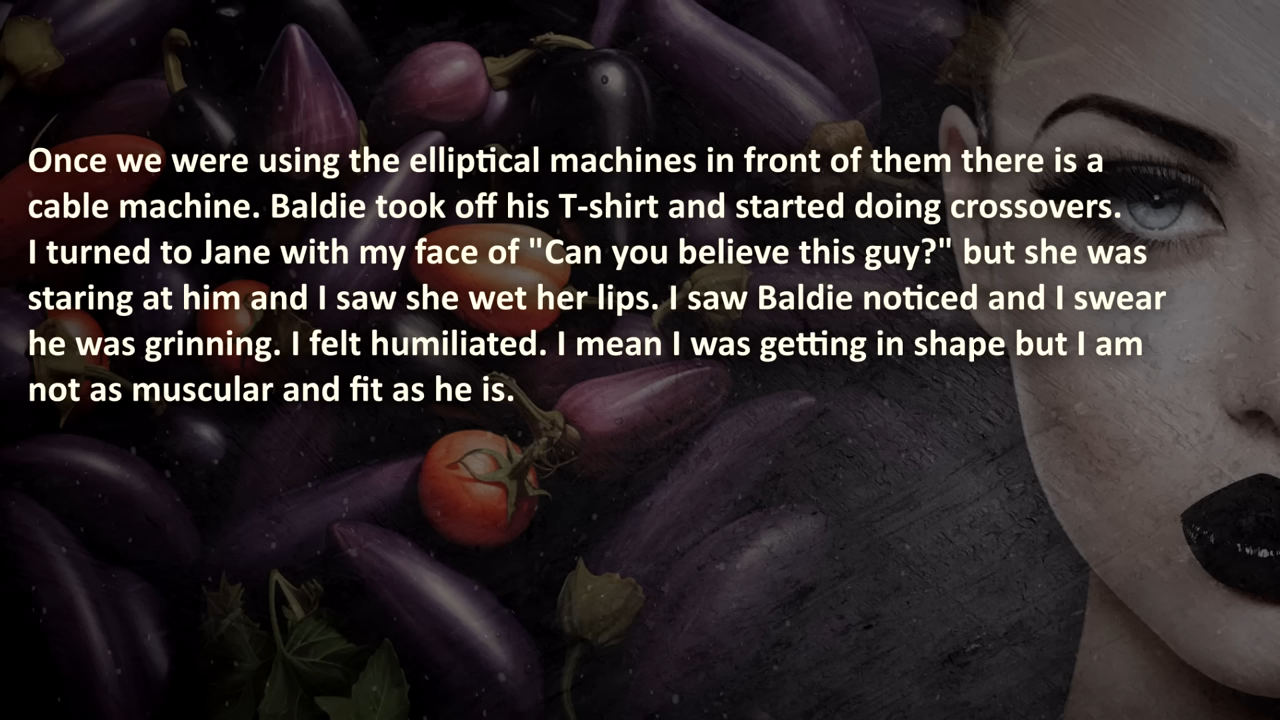 Once we were using the elliptical machines in front of them there is a
cable machine. Baldie took off his T-shirt and started doing crossovers.
I turned to Jane with my face of "Can you believe this guy?" but she was
staring at him and I saw she wet her lips. I saw Baldie noticed and I swear
he was grinning. I felt humiliated. I mean I was getting in shape but I am
not as muscular and fit as he is.